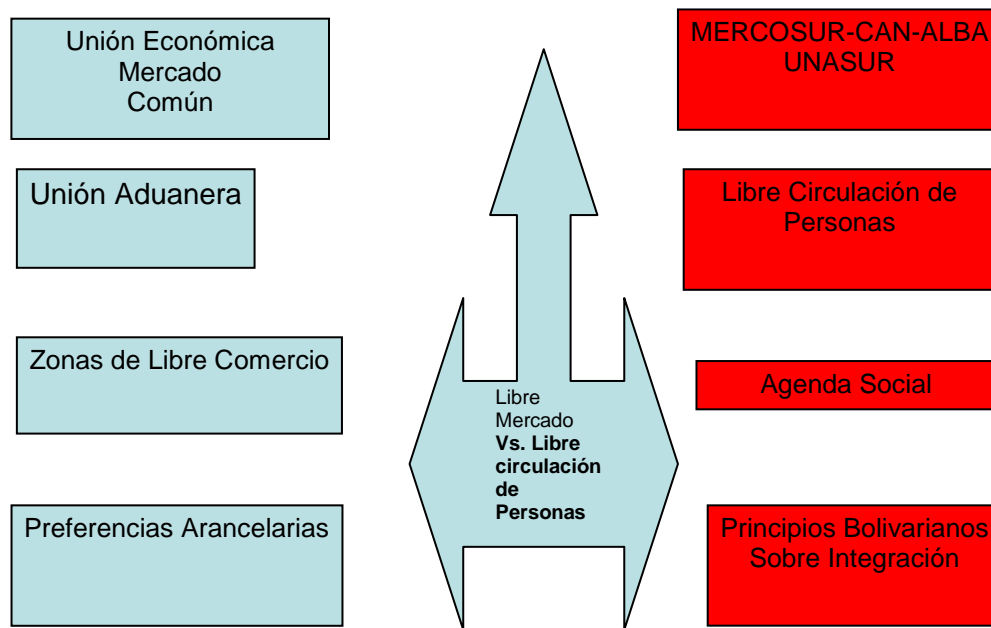 Unión Económica
Mercado
Común
Unión Aduanera
Zonas de Libre Comercio
Preferencias Arancelarias
Libre
Mercado
Vs. Libre
circulación
de
Personas
MERCOSUR-CAN-ALBA
UNASUR
Libre Circulación de
Personas
Agenda Social
Principios Bolivarianos
Sobre Integración